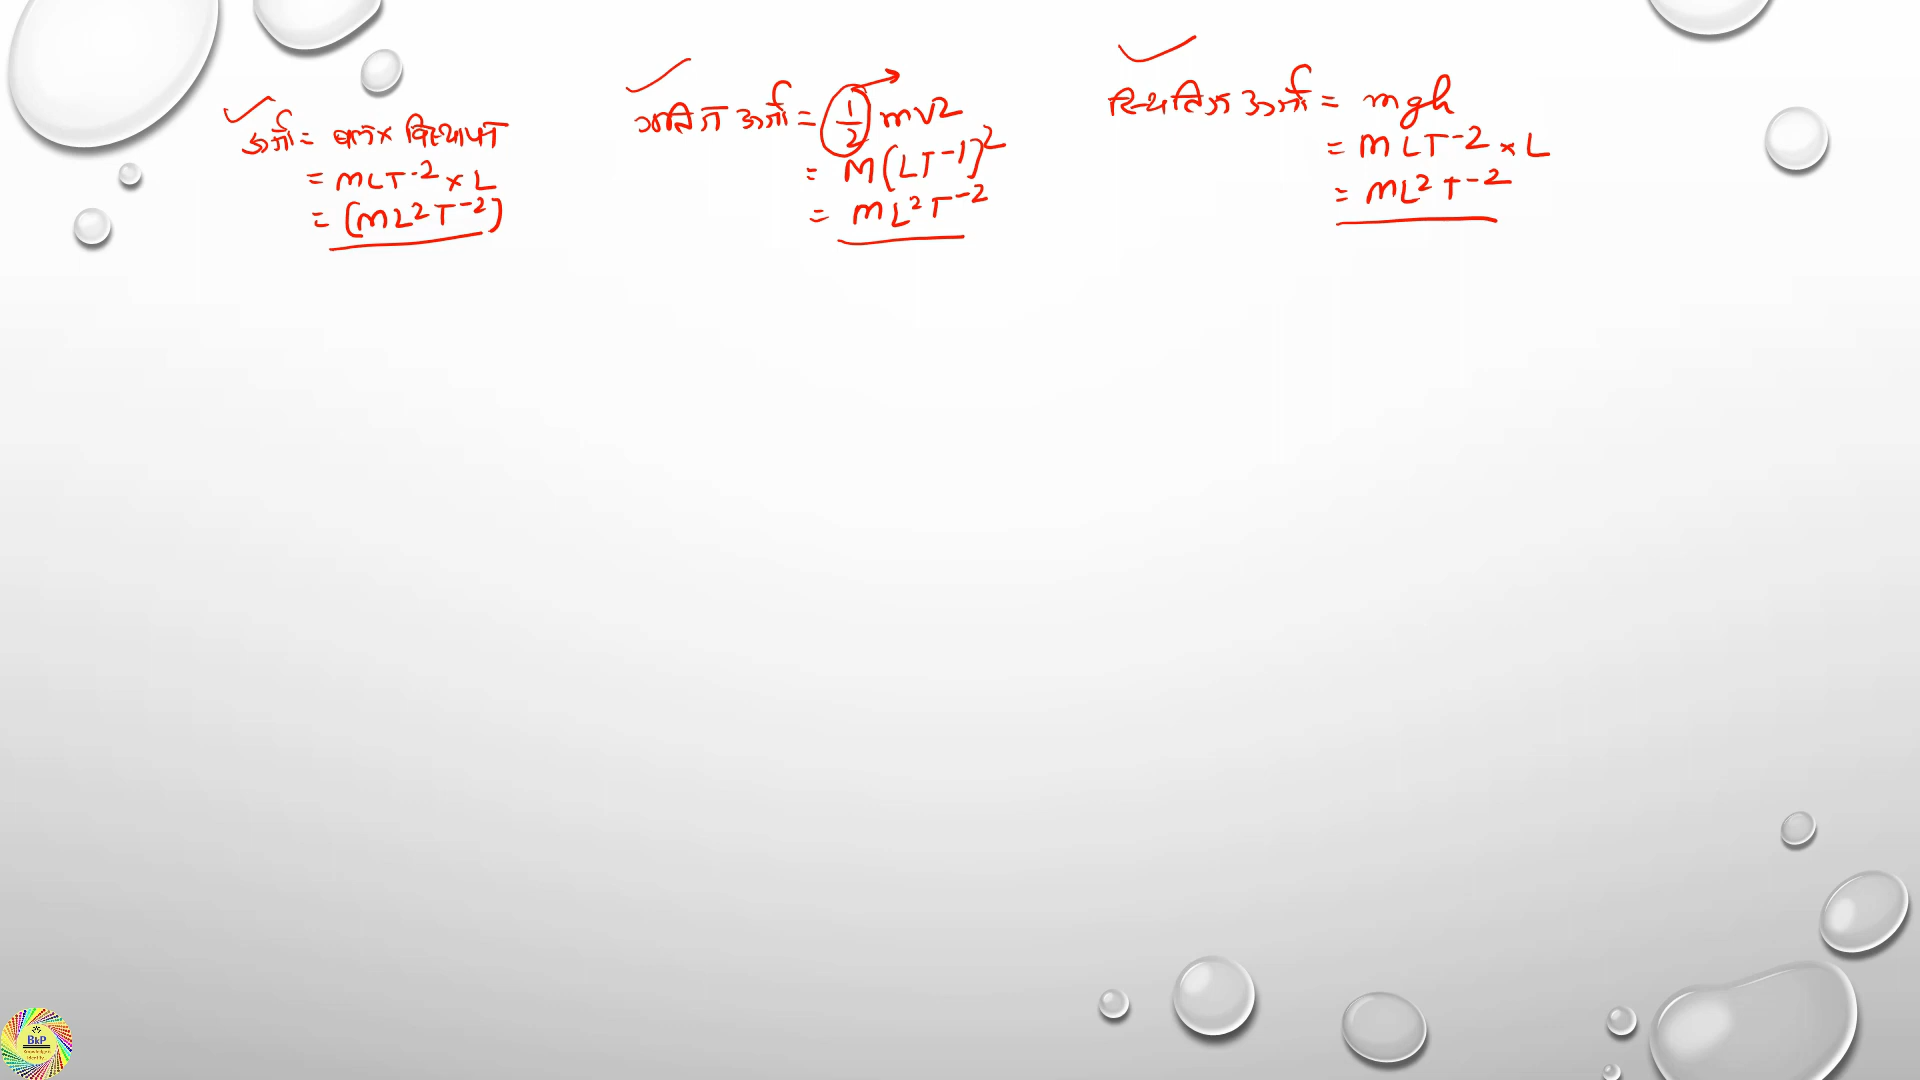 ऊर्जा = बल × विस्थापन
= MLT-2 × L
= (ML2T-2)
गतिज ऊर्जा = 1/2 mv2
= M(LT-1)2
= ML2T-2
स्थितिज ऊर्जा = mgh
= MLT-2 × L
= ML2T-2
BKP